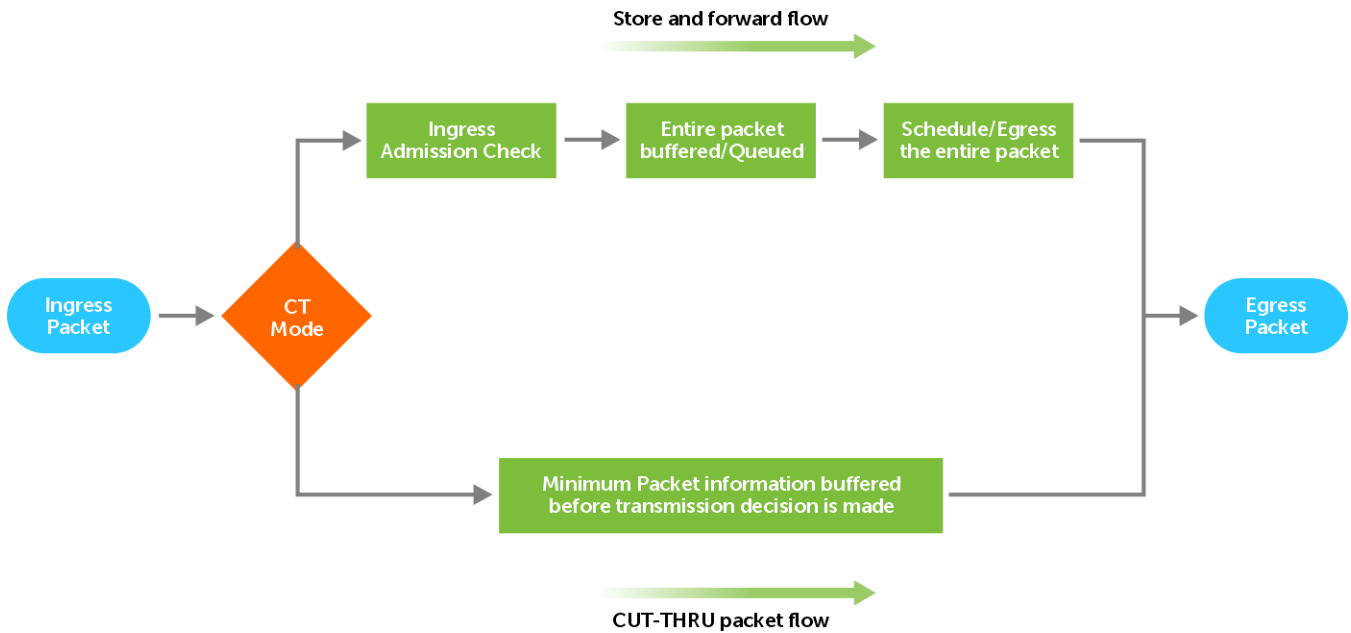 Store and forward flow
Ingress
Admission Check
Entire packet
buffered/Queued
Schedule/Egress
the entire packet
Ingress
Packet
CT
Mode
Egress
Packet
Minimum Packet information buffered
before transmission decision is made
CUT-THRU packet flow